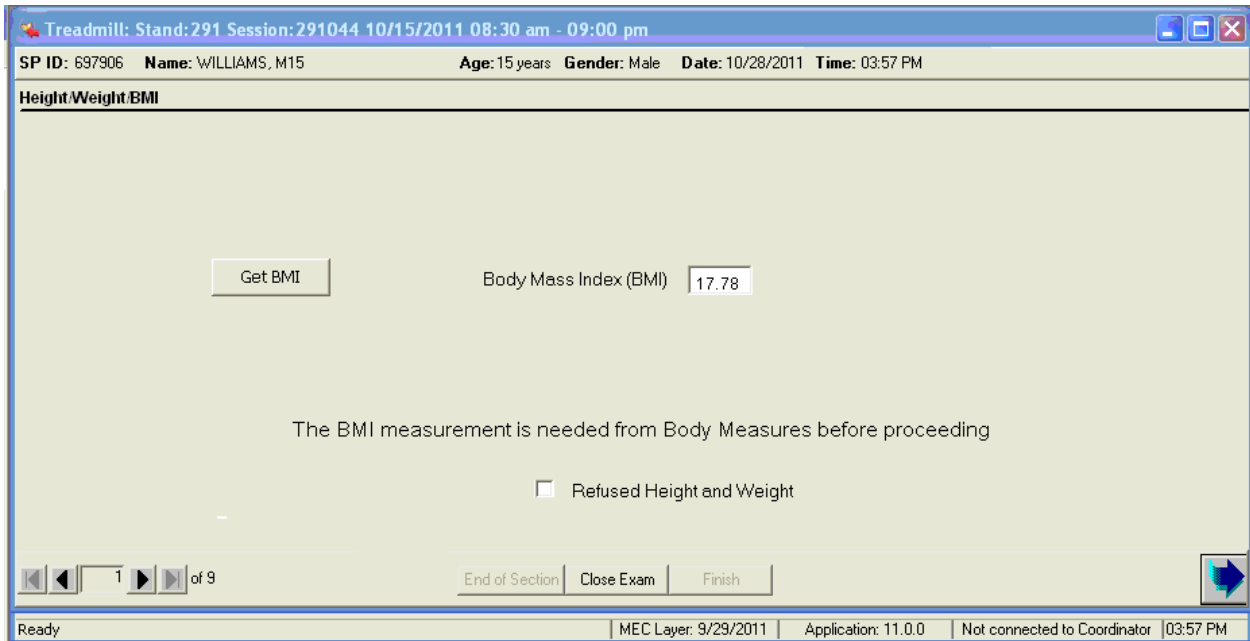 Treadmill: Stand:291 Session:291044 10/15/2011 08:30 am - 09:00 pm
SP ID: 697906 Name: WILLIAMS, M15 Age: 15 years Gender: Male Date: 10/28/2011 Time: 03:57 PM
Height/Weight/BMI
Get BMI Body Mass Index (BMI) 17.78
The BMI measurement is needed from Body Measures before proceeding
Refused Height and Weight
1 of 9 End of Section Close Exam Finish
Ready MEC Layer: 9/29/2011 Application: 11.0.0 Not connected to Coordinator 03:57 PM